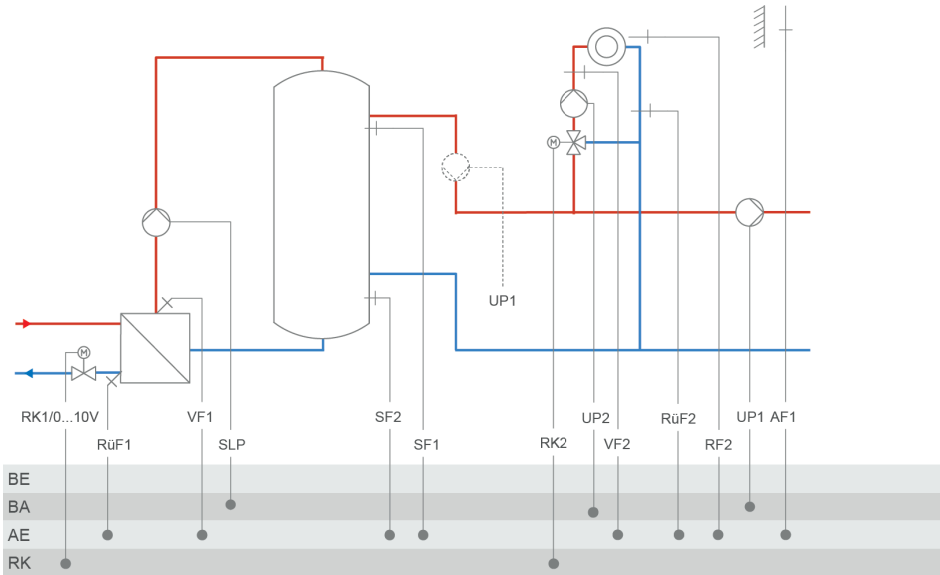 M
UP1
M
RK1/0...10V
VF1
SF2
UP2
RüF2
UP1
AF1
RüF1
SLP
SF1
RK2
VF2
RF2
BE
BA
AE
RK